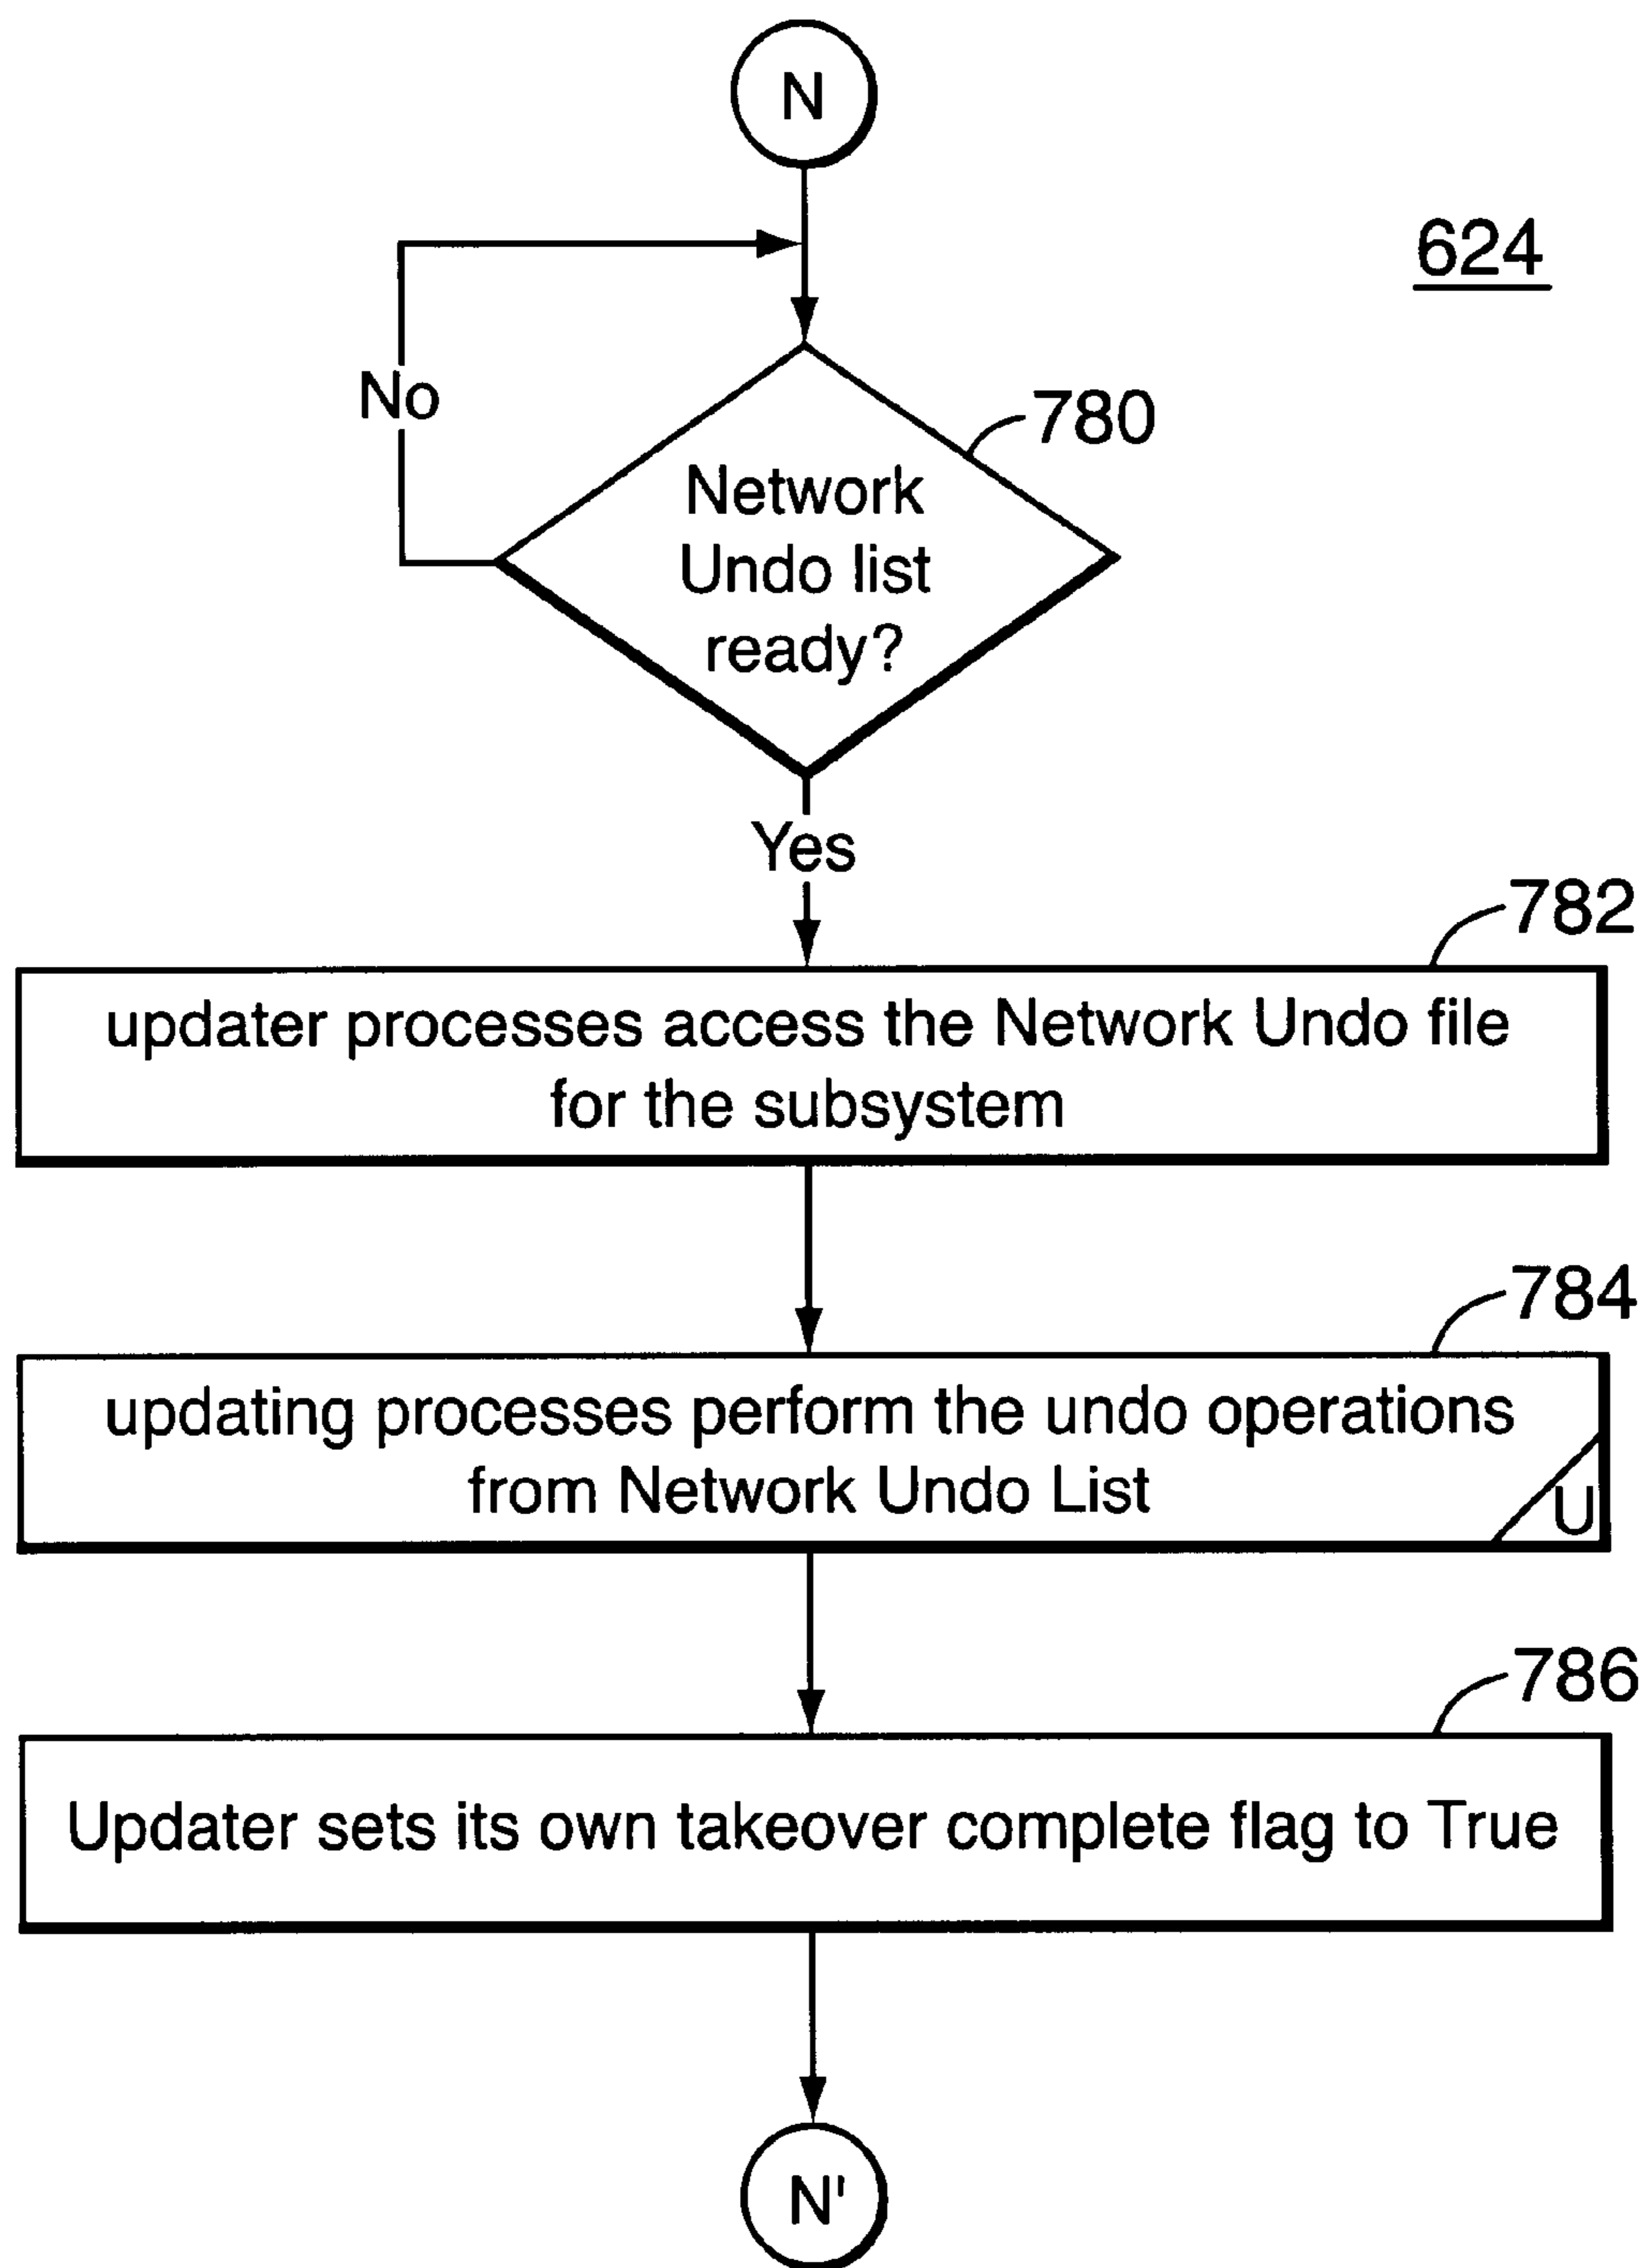 N
624
No
780
Network
Undo list
ready?
Yes
782
updater processes access the Network Undo file
for the subsystem
784
updating processes perform the undo operations
from Network Undo List
U
786
Updater sets its own takeover complete flag to True
N'